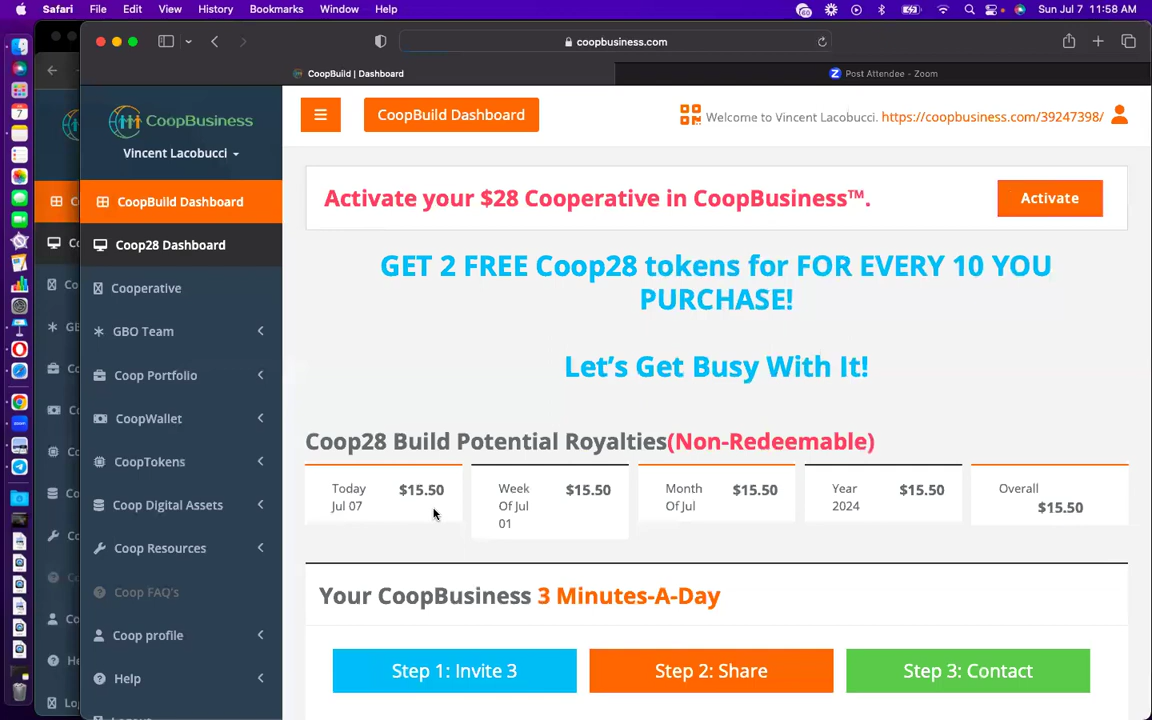 Safari File Edit View History Bookmarks Window Help Sun Jul 7 11:58 AM
coopbusiness.com
CoopBuild | Dashboard
Post Attendee - Zoom
CoopBusiness
Vincent Lacobucci
CoopBuild Dashboard
Coop28 Dashboard
Cooperative
GBO Team
Coop Portfolio
CoopWallet
CoopTokens
Coop Digital Assets
Coop Resources
Coop FAQ's
Coop profile
Help
CoopBuild Dashboard
Welcome to Vincent Lacobucci. https://coopbusiness.com/39247398/
Activate your $28 Cooperative in CoopBusiness™.
Activate
GET 2 FREE Coop28 tokens for FOR EVERY 10 YOU
PURCHASE!
Let's Get Busy With It!
Coop28 Build Potential Royalties(Non-Redeemable)
Today
Jul 07
$15.50
Week
Of Jul
01
$15.50
Month
Of Jul
$15.50
Year
2024
$15.50
Overall
$15.50
Your CoopBusiness 3 Minutes-A-Day
Step 1: Invite 3
Step 2: Share
Step 3: Contact